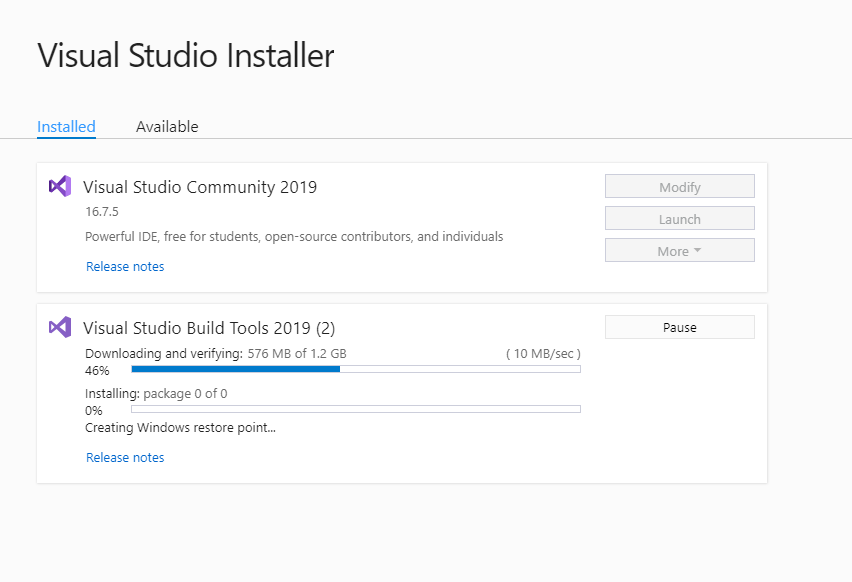 Visual Studio Installer
Installed Available
Visual Studio Community 2019 Modify
16.7.5 Launch
Powerful IDE, free for students, open-source contributors, and individuals More
Release notes
Visual Studio Build Tools 2019 (2) Pause
Downloading and verifying: 576 MB of 1.2 GB ( 10 MB/sec )
46%
Installing: package 0 of 0
0%
Creating Windows restore point...
Release notes